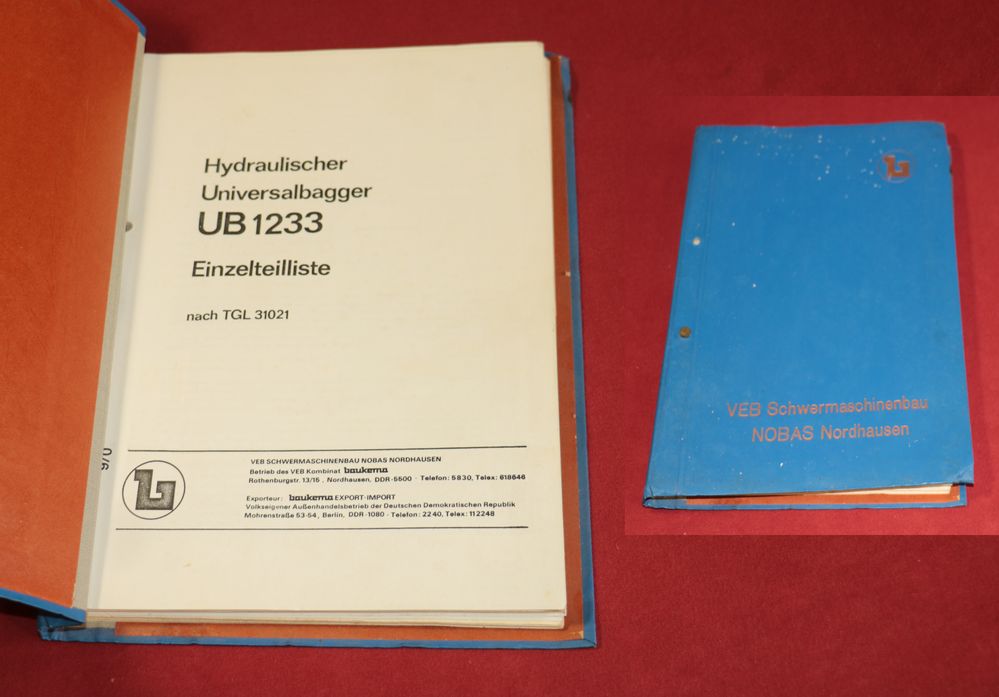 Hydraulischer
Universalbagger
UB 1233
Einzelteilliste
nach TGL 31021
VEB SCHWERMASCHINENBAU NOBAS NORDHAUSEN
Betrieb des VEB Kombinat baukema
Rothenburgstr. 13/15, Nordhausen, DDR-5500 · Telefon: 5830, Telex: 618646
Exporteur: baukema EXPORT-IMPORT
Volkseigener Außenhandelsbetrieb der Deutschen Demokratischen Republik
Mohrenstraße 53-54, Berlin, DDR-1080 - Telefon: 2240, Telex: 112248
VEB Schwermaschinenbau
NOBAS Nordhausen